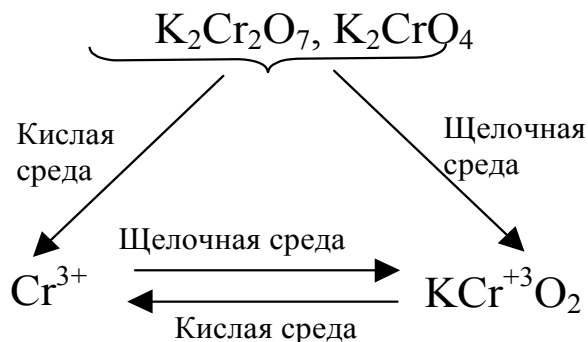 K₂Cr₂O₇, K₂CrO₄
Кислая
среда
Щелочная
среда
Щелочная среда
Cr³⁺
KCr⁺³O₂
Кислая среда